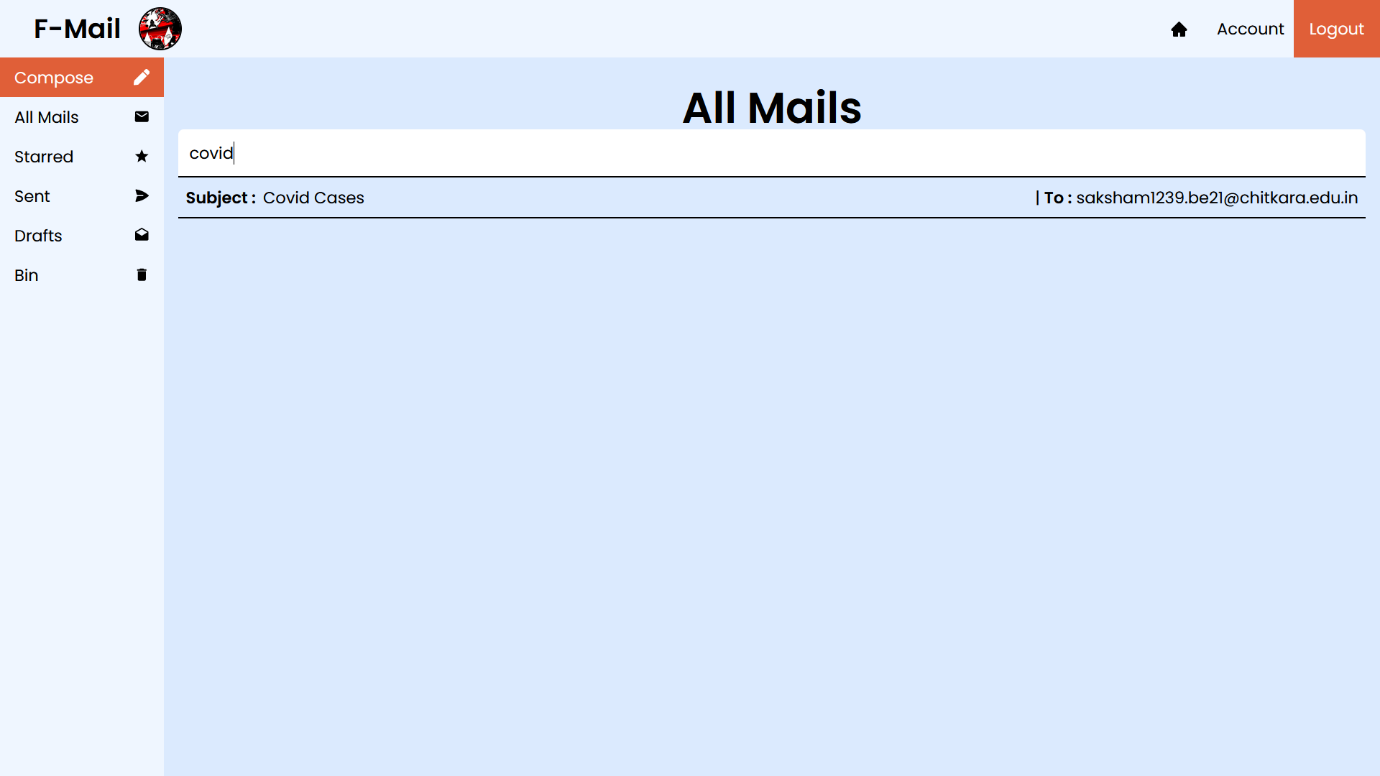 F-Mail
Account
Logout
Compose
All Mails
Starred
Sent
Drafts
Bin
All Mails
covid
Subject : Covid Cases | To : saksham1239.be21@chitkara.edu.in